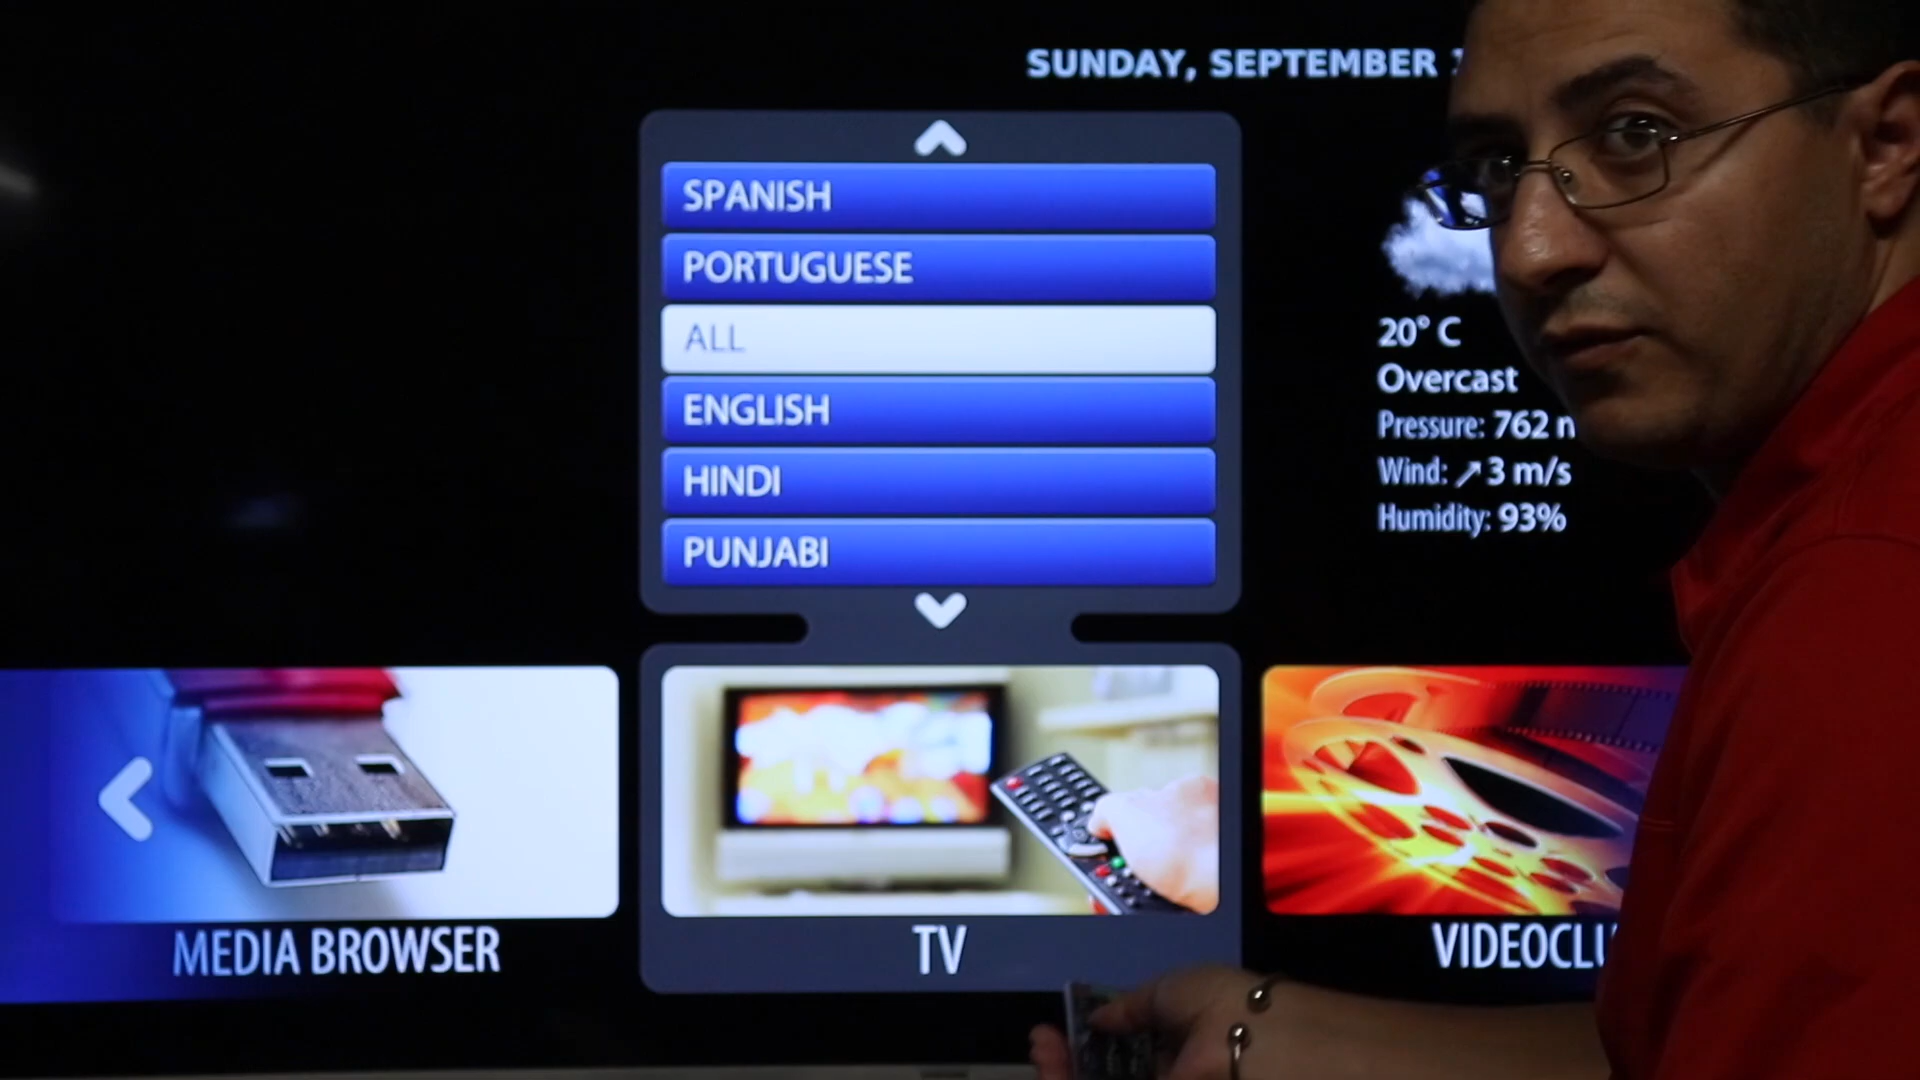 SUNDAY, SEPTEMBER
SPANISH
PORTUGUESE
ALL
ENGLISH
HINDI
PUNJABI
20° C
Overcast
Pressure: 762
Wind: ↗ 3 m/s
Humidity: 93%
MEDIA BROWSER
TV
VIDEOCLU